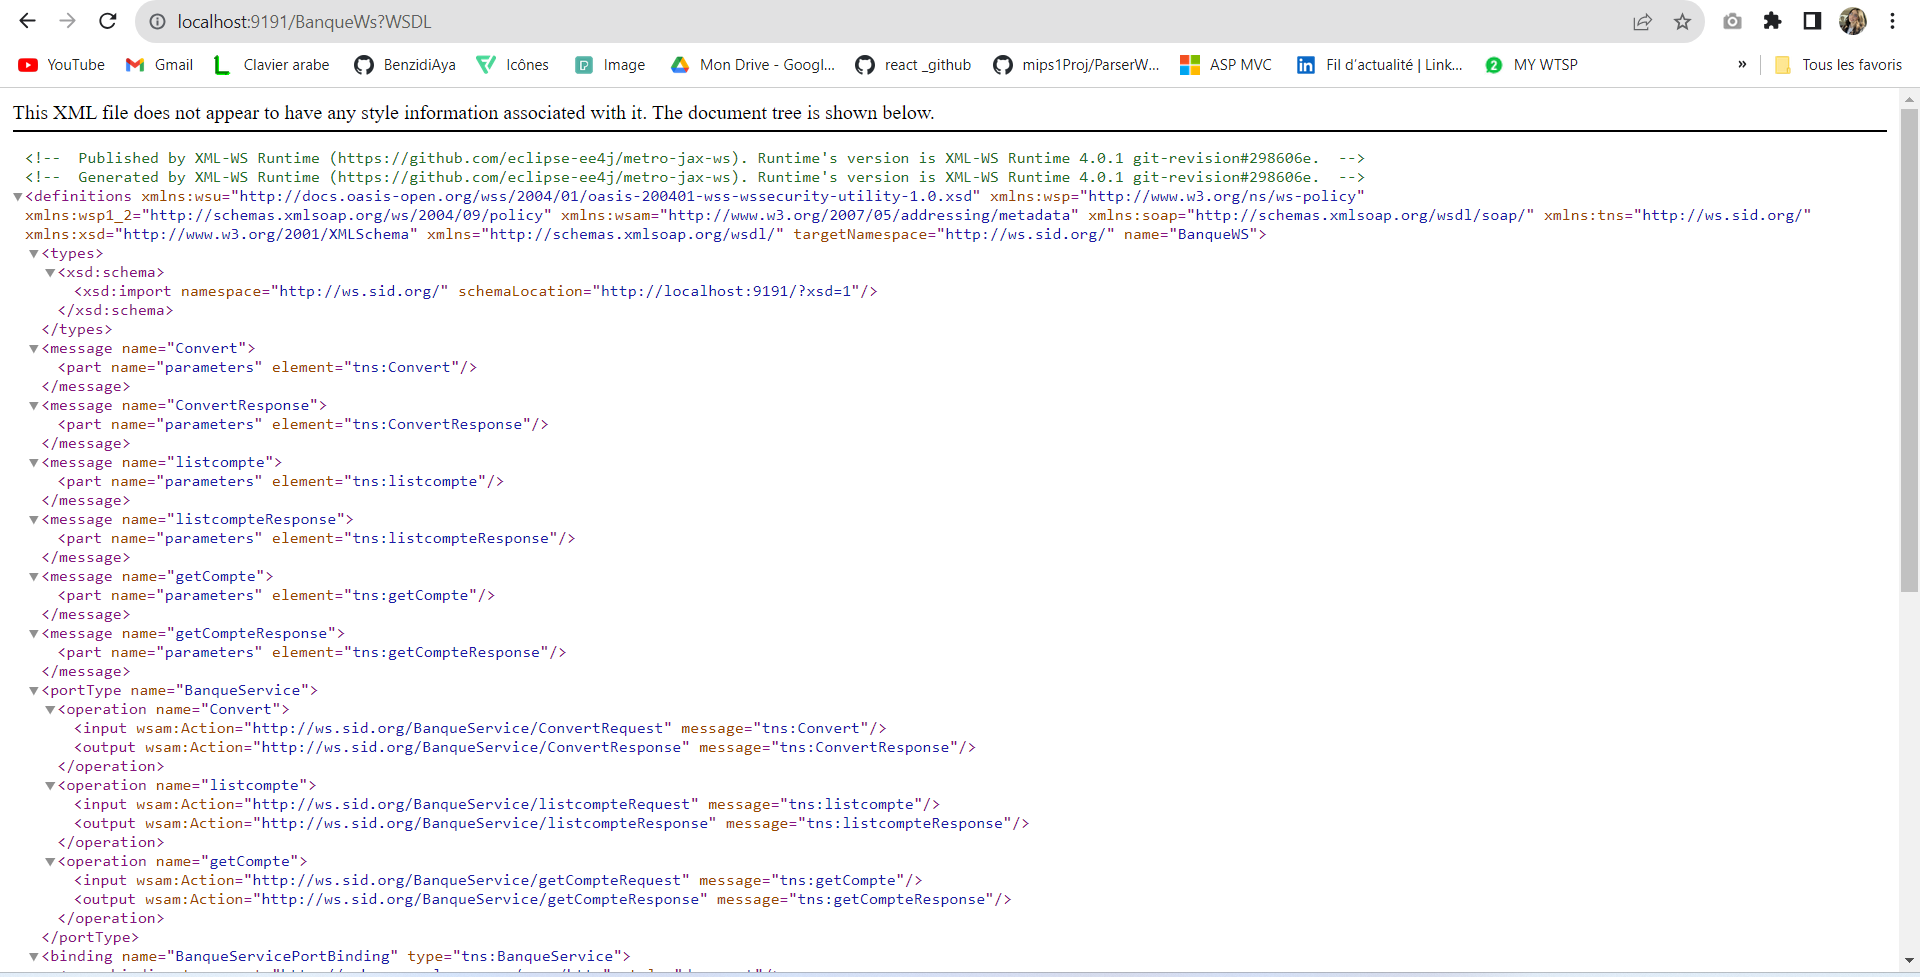 localhost:9191/BanqueWs?WSDL
YouTube Gmail Clavier arabe BenzidiAya Icônes Image Mon Drive - Googl... react _github mips1Proj/ParserW... ASP MVC Fil d'actualité | Link... MY WTSP » Tous les favoris
This XML file does not appear to have any style information associated with it. The document tree is shown below.
<!-- Published by XML-WS Runtime (https://github.com/eclipse-ee4j/metro-jax-ws). Runtime's version is XML-WS Runtime 4.0.1 git-revision#298606e. -->
<!-- Generated by XML-WS Runtime (https://github.com/eclipse-ee4j/metro-jax-ws). Runtime's version is XML-WS Runtime 4.0.1 git-revision#298606e. -->
<definitions xmlns:wsu="http://docs.oasis-open.org/wss/2004/01/oasis-200401-wss-wssecurity-utility-1.0.xsd" xmlns:wsp="http://www.w3.org/ns/ws-policy"
xmlns:wsp1_2="http://schemas.xmlsoap.org/ws/2004/09/policy" xmlns:wsam="http://www.w3.org/2007/05/addressing/metadata" xmlns:soap="http://schemas.xmlsoap.org/wsdl/soap/" xmlns:tns="http://ws.sid.org/"
xmlns:xsd="http://www.w3.org/2001/XMLSchema" xmlns="http://schemas.xmlsoap.org/wsdl/" targetNamespace="http://ws.sid.org/" name="BanqueWS">
<types>
<xsd:schema>
<xsd:import namespace="http://ws.sid.org/" schemaLocation="http://localhost:9191/?xsd=1"/>
</xsd:schema>
</types>
<message name="Convert">
<part name="parameters" element="tns:Convert"/>
</message>
<message name="ConvertResponse">
<part name="parameters" element="tns:ConvertResponse"/>
</message>
<message name="listcompte">
<part name="parameters" element="tns:listcompte"/>
</message>
<message name="listcompteResponse">
<part name="parameters" element="tns:listcompteResponse"/>
</message>
<message name="getCompte">
<part name="parameters" element="tns:getCompte"/>
</message>
<message name="getCompteResponse">
<part name="parameters" element="tns:getCompteResponse"/>
</message>
<portType name="BanqueService">
<operation name="Convert">
<input wsam:Action="http://ws.sid.org/BanqueService/ConvertRequest" message="tns:Convert"/>
<output wsam:Action="http://ws.sid.org/BanqueService/ConvertResponse" message="tns:ConvertResponse"/>
</operation>
<operation name="listcompte">
<input wsam:Action="http://ws.sid.org/BanqueService/listcompteRequest" message="tns:listcompte"/>
<output wsam:Action="http://ws.sid.org/BanqueService/listcompteResponse" message="tns:listcompteResponse"/>
</operation>
<operation name="getCompte">
<input wsam:Action="http://ws.sid.org/BanqueService/getCompteRequest" message="tns:getCompte"/>
<output wsam:Action="http://ws.sid.org/BanqueService/getCompteResponse" message="tns:getCompteResponse"/>
</operation>
</portType>
<binding name="BanqueServicePortBinding" type="tns:BanqueService">